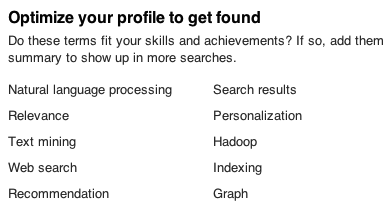 Optimize your profile to get found
Do these terms fit your skills and achievements? If so, add them
summary to show up in more searches.
Natural language processing Search results
Relevance Personalization
Text mining Hadoop
Web search Indexing
Recommendation Graph